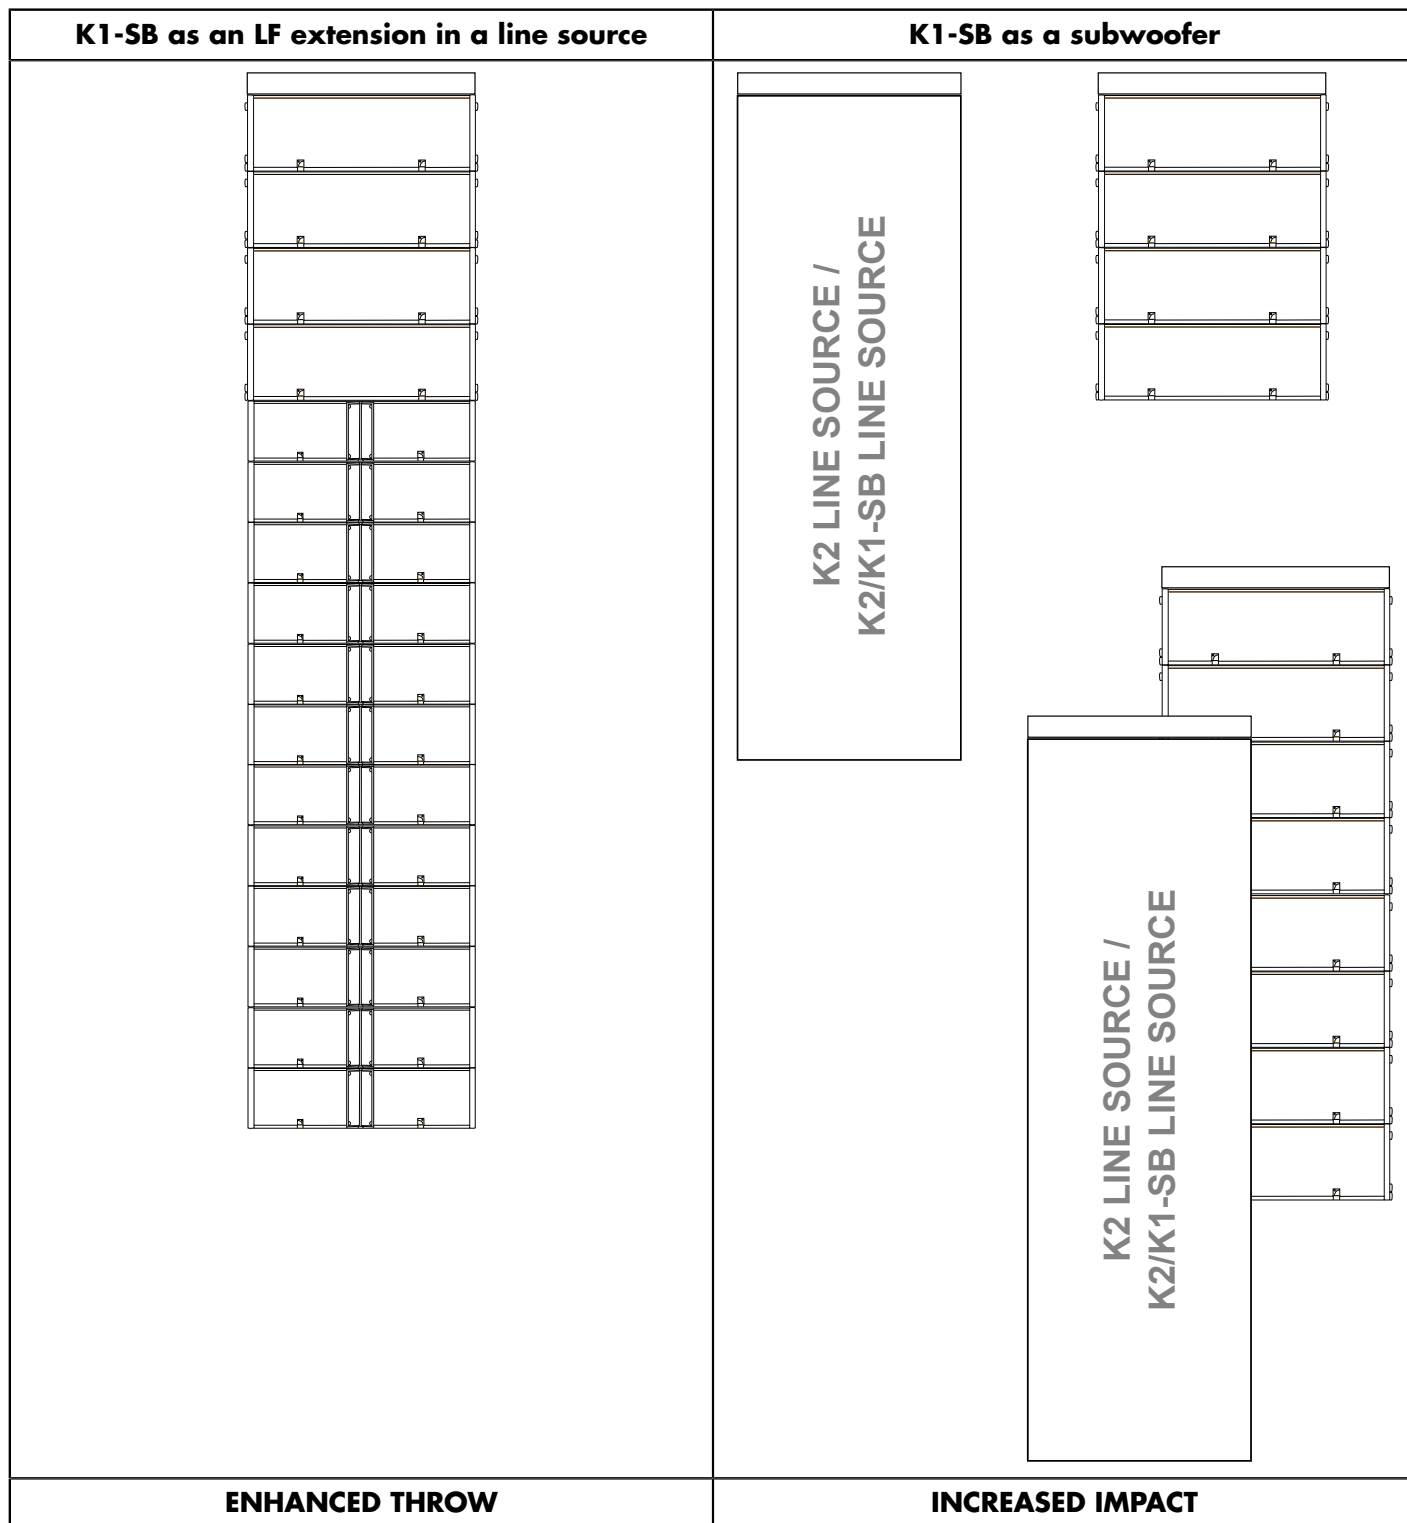 K1-SB as an LF extension in a line source
K1-SB as a subwoofer
K2 LINE SOURCE /
K2/K1-SB LINE SOURCE
K2 LINE SOURCE /
K2/K1-SB LINE SOURCE
ENHANCED THROW
INCREASED IMPACT